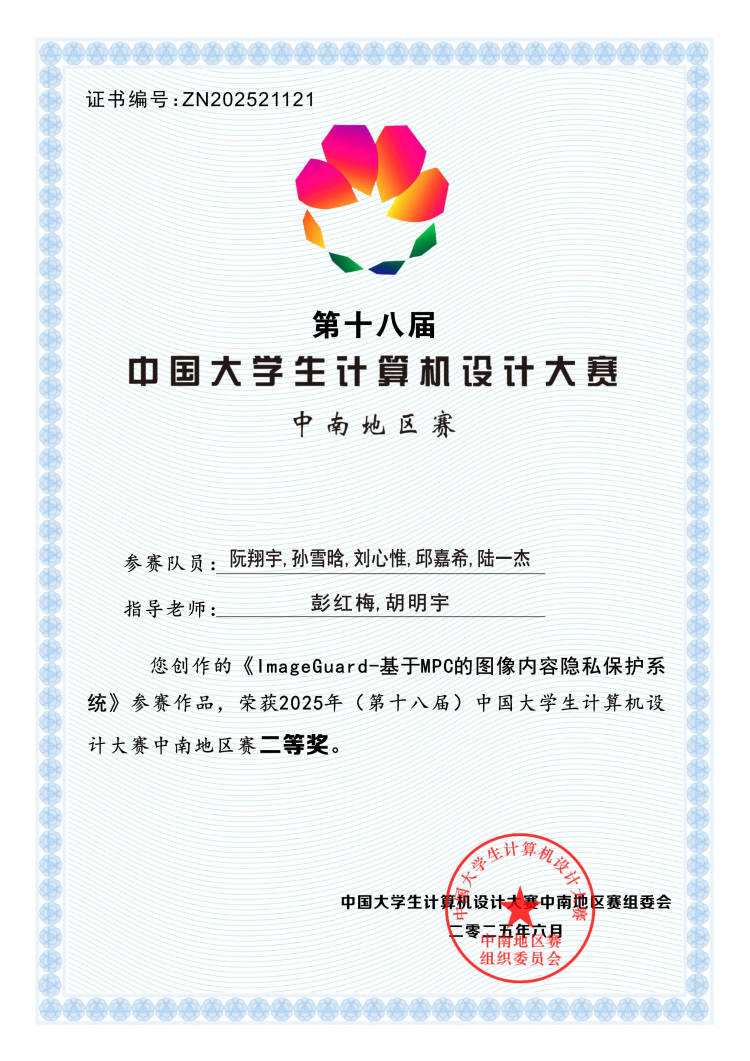 证书编号:ZN202521121
第十八届
中国大学生计算机设计大赛
中南地区赛
参赛队员:阮翔宇,孙雪晗,刘心惟,邱嘉希,陆一杰
指导老师:彭红梅,胡明宇
您创作的《ImageGuard-基于MPC的图像内容隐私保护系
统》参赛作品，荣获2025年（第十八届）中国大学生计算机设
计大赛中南地区赛二等奖。
中国大学生计算机设计大赛中南地区赛组委会
二零二五年六月
中国大学生计算机设计大赛
中南地区赛
组织委员会